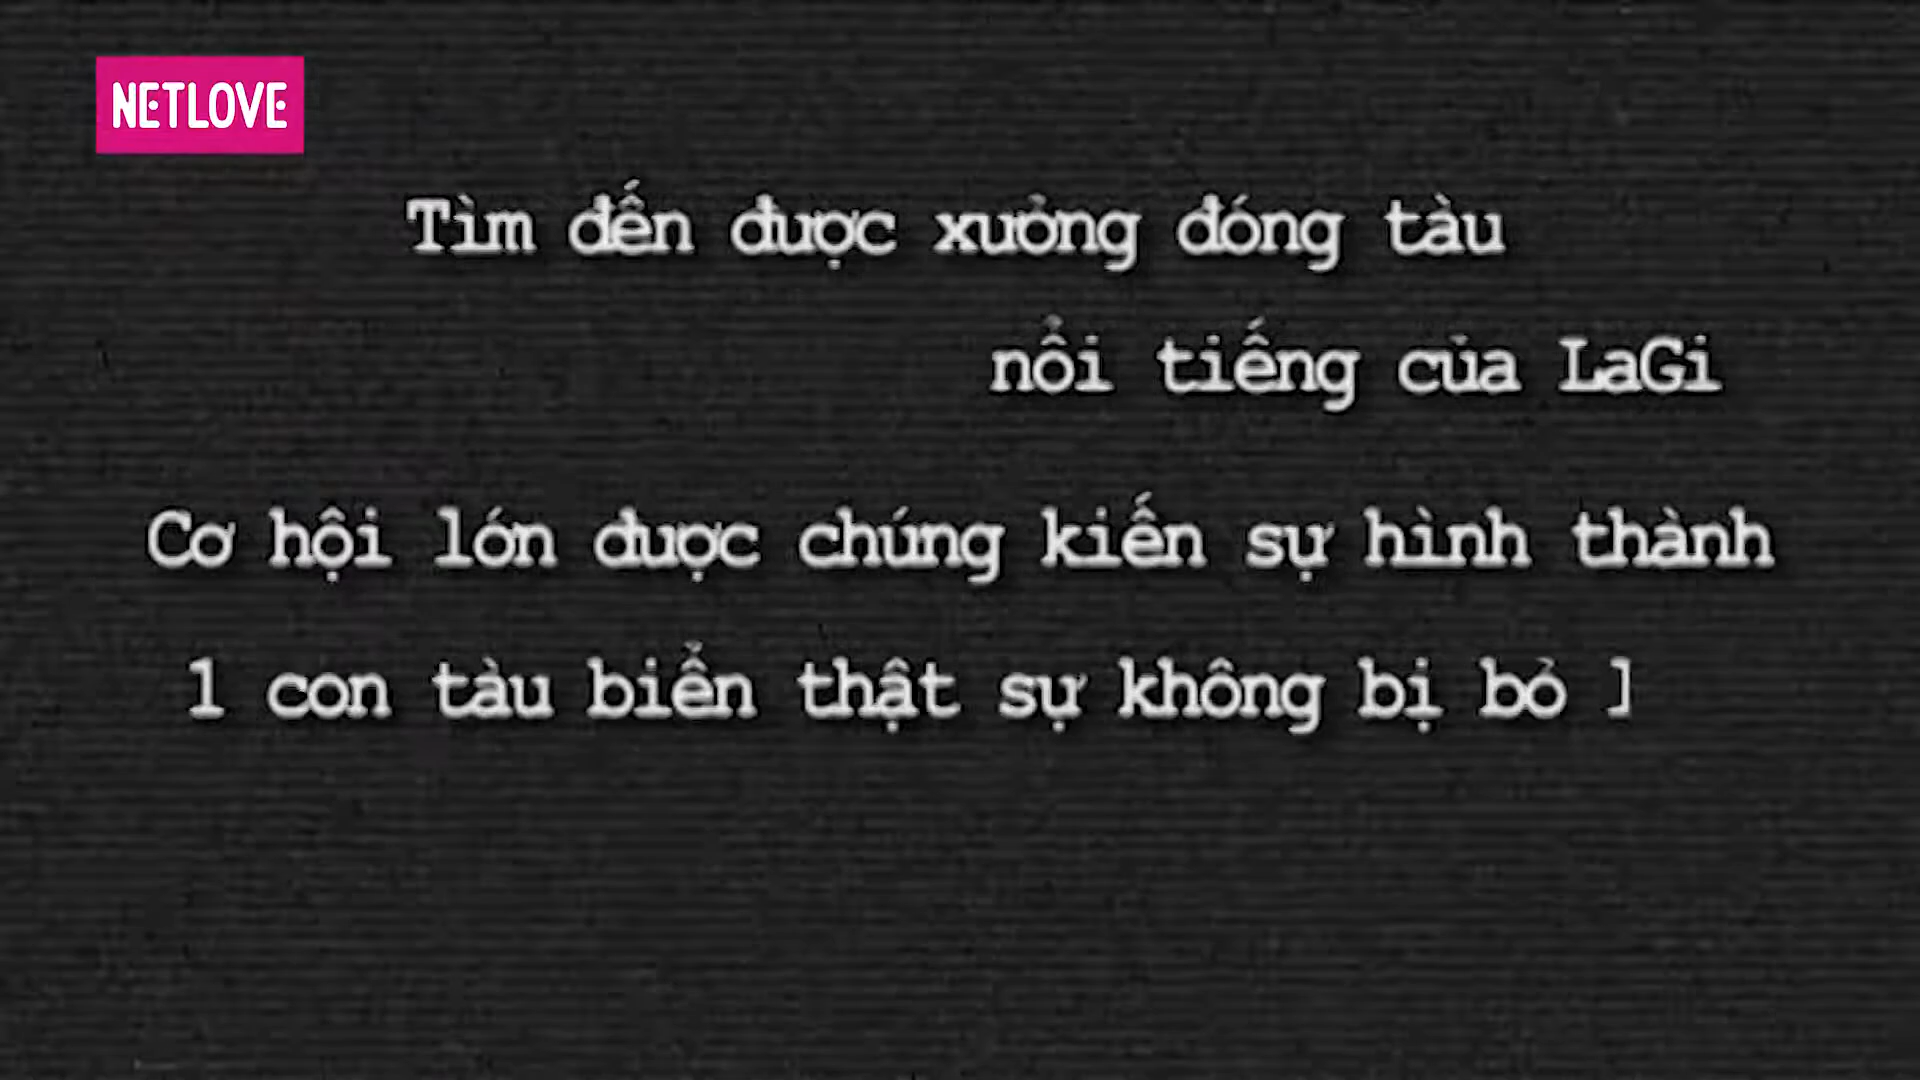 NETLOVE
Tìm đến được xưởng đóng tàu
nổi tiếng của LaGi
Cơ hội lớn được chứng kiến sự hình thành
1 con tàu biển thật sự không bị bỏ